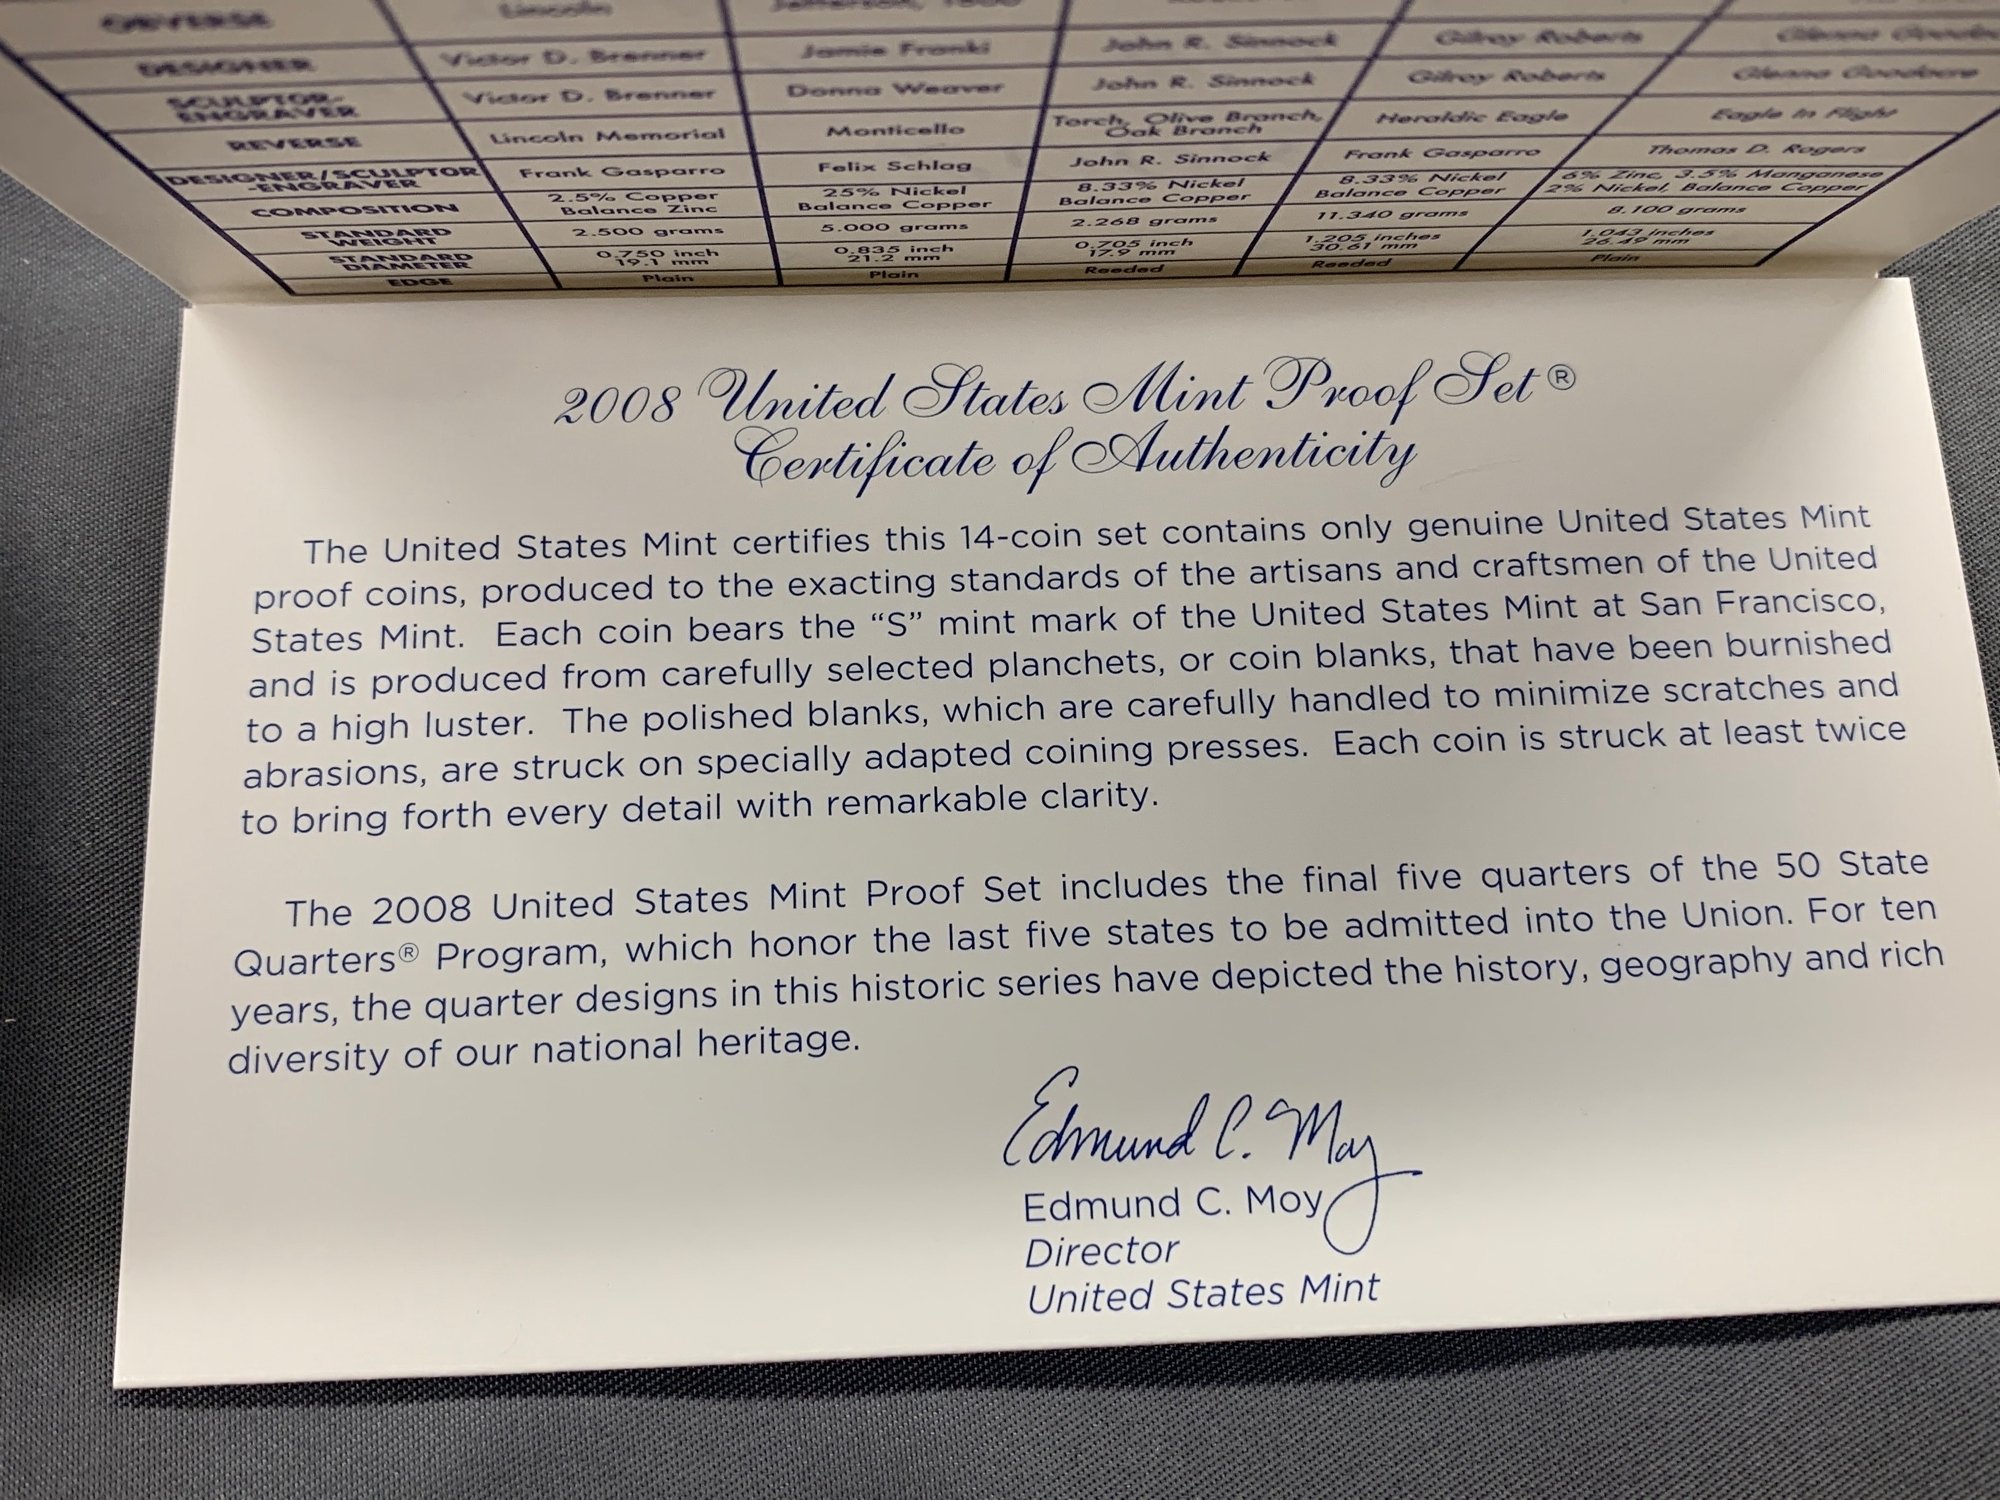 OBVERSE Lincoln Jefferson, 1800
DESIGNER Victor D. Brenner Jamie Franki John R. Sinnock Gilroy Roberts Glenna
SCULPTOR- ENGRAVER Victor D. Brenner Donna Weaver John R. Sinnock Gilroy Roberts Glenna Goodacre
REVERSE Lincoln Memorial Monticello Torch, Olive Branch, Oak Branch Heraldic Eagle Eagle In Flight
DESIGNER/SCULPTOR -ENGRAVER Frank Gasparro Felix Schlag John R. Sinnock Frank Gasparro Thomas D. Rogers
COMPOSITION 2.5% Copper Balance Zinc 25% Nickel Balance Copper 8.33% Nickel Balance Copper 8.33% Nickel Balance Copper 6% Zinc, 3.5% Manganese 2% Nickel, Balance Copper
STANDARD WEIGHT 2.500 grams 5.000 grams 2.268 grams 11.340 grams 8.100 grams
STANDARD DIAMETER 0.750 inch 19.1 mm 0.835 inch 21.2 mm 0.705 inch 17.9 mm 1.205 inches 30.61 mm 1.043 inches 26.49 mm
EDGE Plain Plain Reeded Reeded Plain
2008 United States Mint Proof Set®
Certificate of Authenticity
The United States Mint certifies this 14-coin set contains only genuine United States Mint
proof coins, produced to the exacting standards of the artisans and craftsmen of the United
States Mint. Each coin bears the “S” mint mark of the United States Mint at San Francisco,
and is produced from carefully selected planchets, or coin blanks, that have been burnished
to a high luster. The polished blanks, which are carefully handled to minimize scratches and
abrasions, are struck on specially adapted coining presses. Each coin is struck at least twice
to bring forth every detail with remarkable clarity.
The 2008 United States Mint Proof Set includes the final five quarters of the 50 State
Quarters® Program, which honor the last five states to be admitted into the Union. For ten
years, the quarter designs in this historic series have depicted the history, geography and rich
diversity of our national heritage.
Edmund C. Moy
Edmund C. Moy
Director
United States Mint